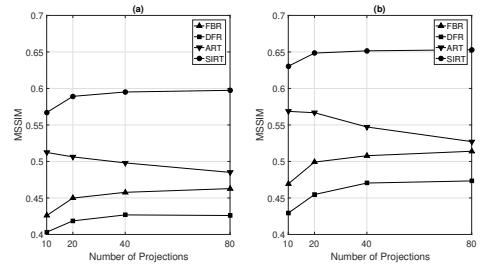 (a)
0.7
0.65
0.6
0.55
0.5
0.45
0.4
MSSIM
10 20 40 80
Number of Projections
FBR
DFR
ART
SIRT
(b)
0.7
0.65
0.6
0.55
0.5
0.45
0.4
MSSIM
10 20 40 80
Number of Projections
FBR
DFR
ART
SIRT